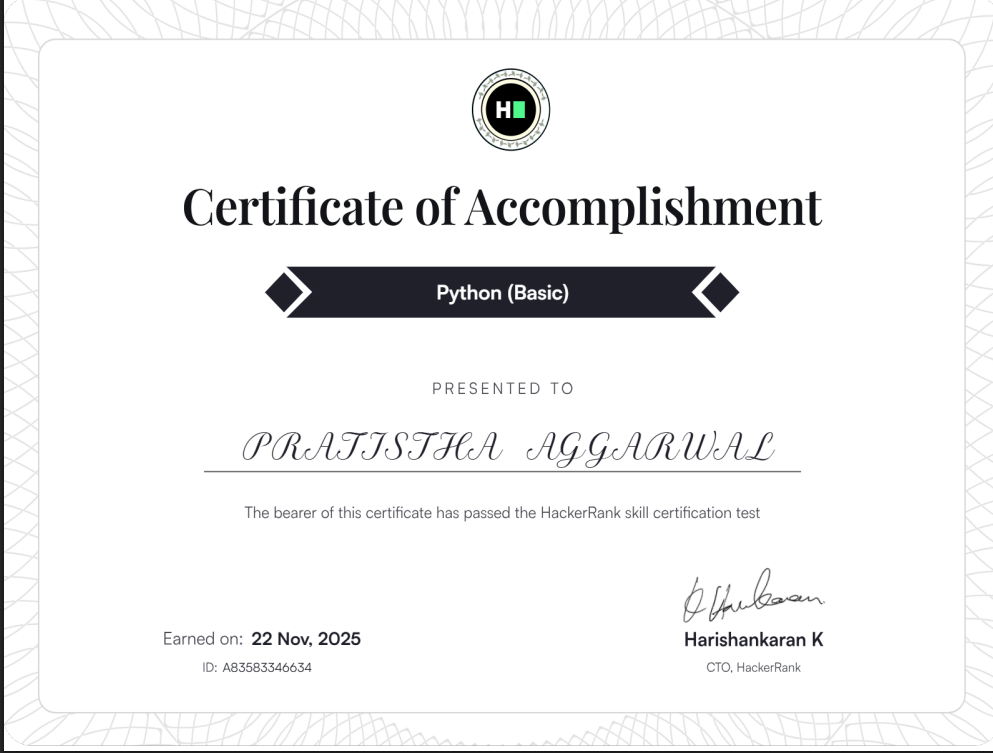 H
Certificate of Accomplishment
Python (Basic)
PRESENTED TO
PRATISTHA AGGARWAL
The bearer of this certificate has passed the HackerRank skill certification test
Earned on: 22 Nov, 2025
ID: A83583346634
Harishankaran K
CTO, HackerRank